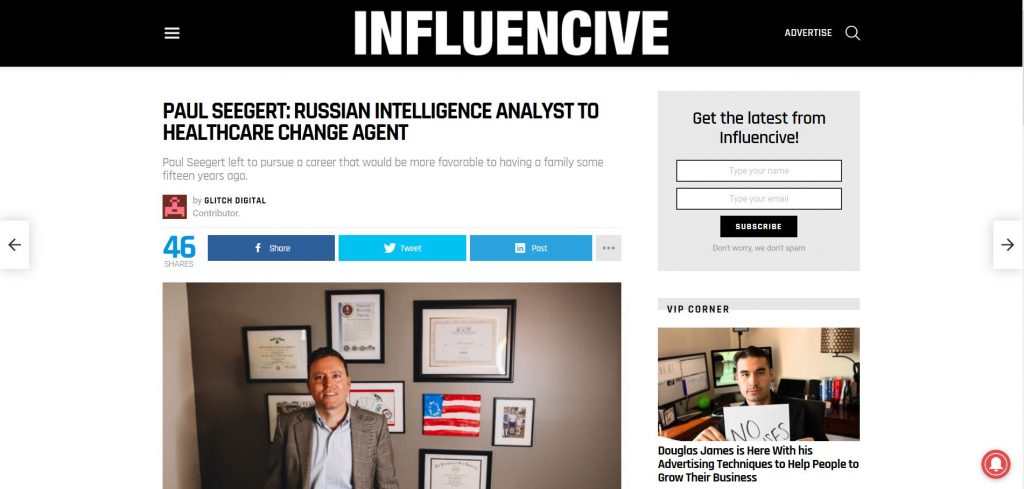 INFLUENCIVE
ADVERTISE
PAUL SEEGERT: RUSSIAN INTELLIGENCE ANALYST TO
HEALTHCARE CHANGE AGENT
Paul Seegert left to pursue a career that would be more favorable to having a family some
fifteen years ago.
by GLITCH DIGITAL
Contributor.
46
SHARES
Share
Tweet
Post
Get the latest from
Influencive!
Type your name
Type your email
SUBSCRIBE
Don't worry, we don't spam
VIP CORNER
NO
Douglas James is Here With his
Advertising Techniques to Help People to
Grow Their Business